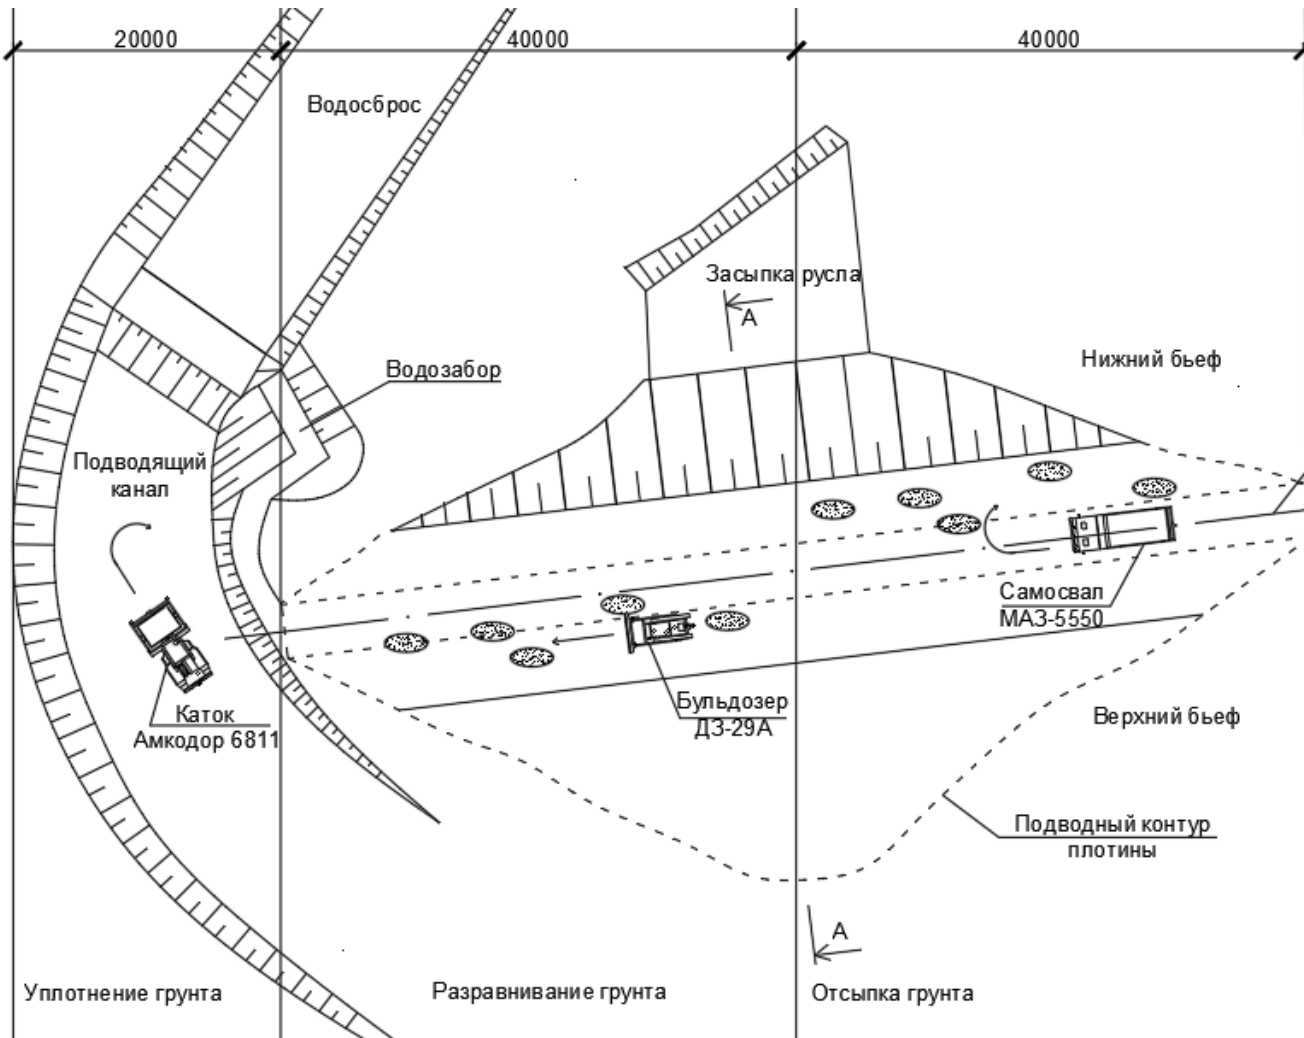 20000
40000
40000
Водосброс
Засыпка русла
А
Нижний бьеф
Водозабор
Подводящий
канал
Самосвал
МАЗ-5550
Бульдозер
ДЗ-29А
Каток
Амкодор 6811
Верхний бьеф
Подводный контур
плотины
А
Уплотнение грунта
Разравнивание грунта
Отсыпка грунта